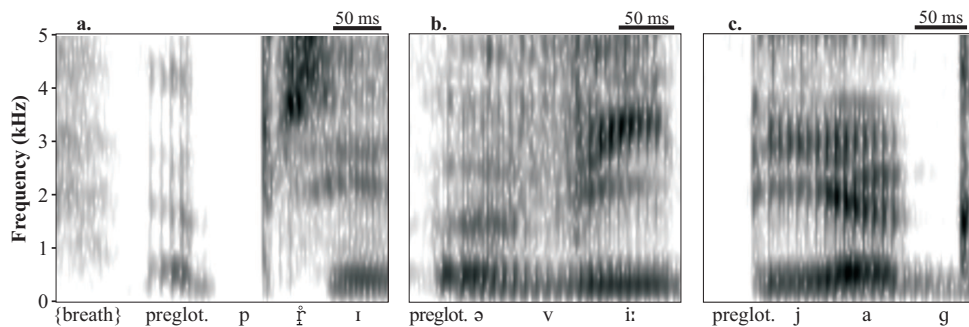 a. 50 ms b. 50 ms c. 50 ms
5
4
3
2
1
0
Frequency (kHz)
{breath} preglot. p r̝̊ ɪ preglot. ə v iː preglot. j a ɡ